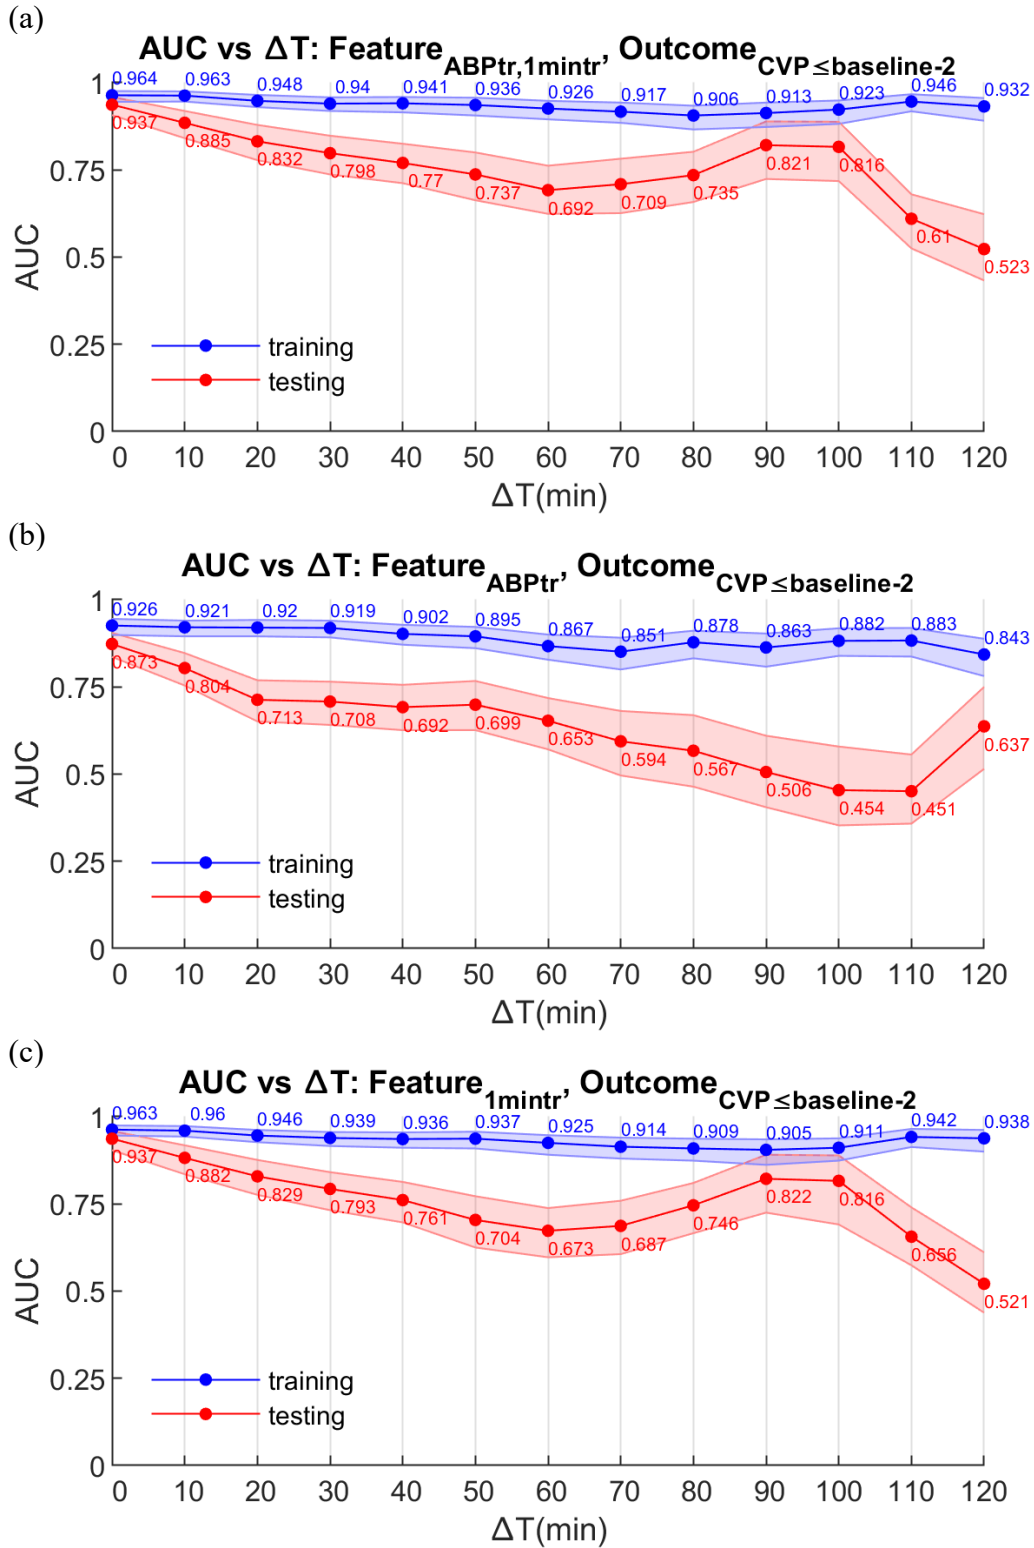 (a)
AUC vs ΔT: Feature ABPtr,1mintr, Outcome CVP≤baseline-2
1
0.964 0.963 0.948 0.94 0.941 0.936 0.926 0.917 0.906 0.913 0.923 0.946 0.932
0.937 0.885 0.832 0.798 0.77 0.737 0.692 0.709 0.735 0.821 0.816 0.61 0.523
0.75
0.5
0.25
0
AUC
training
testing
0 10 20 30 40 50 60 70 80 90 100 110 120
ΔT(min)
(b)
AUC vs ΔT: Feature ABPtr, Outcome CVP≤baseline-2
1
0.926 0.921 0.92 0.919 0.902 0.895 0.867 0.851 0.878 0.863 0.882 0.883 0.843
0.873 0.804 0.713 0.708 0.692 0.699 0.653 0.594 0.567 0.506 0.454 0.451 0.637
0.75
0.5
0.25
0
AUC
training
testing
0 10 20 30 40 50 60 70 80 90 100 110 120
ΔT(min)
(c)
AUC vs ΔT: Feature 1mintr, Outcome CVP≤baseline-2
1
0.963 0.96 0.946 0.939 0.936 0.937 0.925 0.914 0.909 0.905 0.911 0.942 0.938
0.937 0.882 0.829 0.793 0.761 0.704 0.673 0.687 0.746 0.822 0.816 0.656 0.521
0.75
0.5
0.25
0
AUC
training
testing
0 10 20 30 40 50 60 70 80 90 100 110 120
ΔT(min)